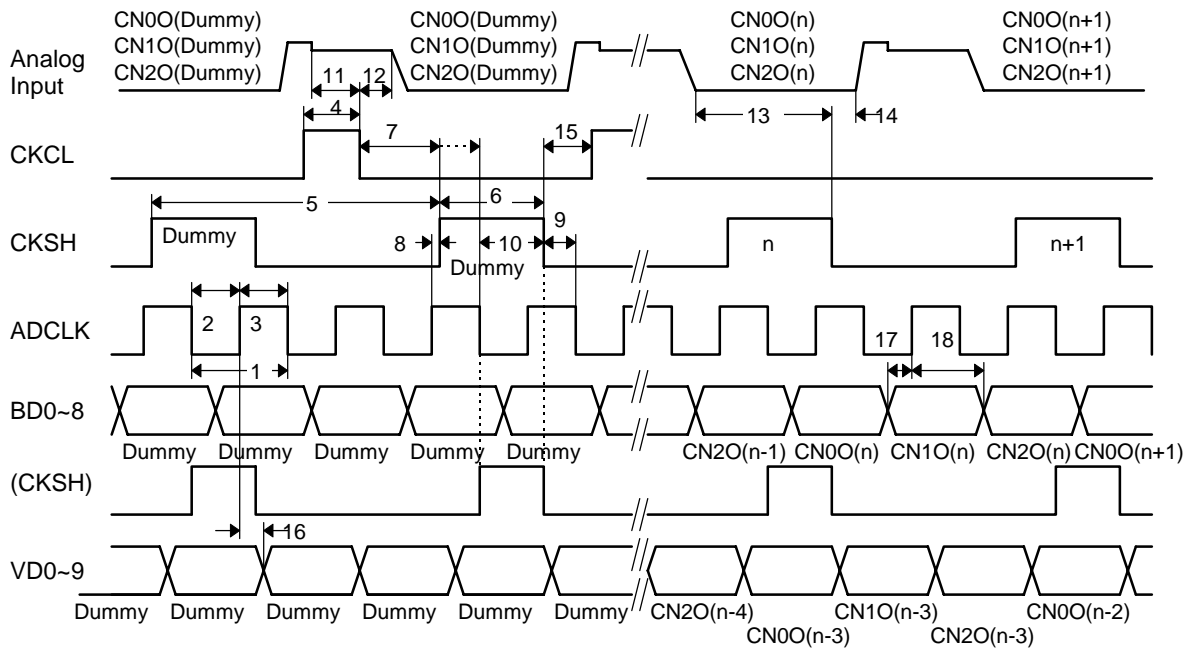 CN0O(Dummy) CN0O(Dummy) CN0O(n) CN0O(n+1)
CN1O(Dummy) CN1O(Dummy) CN1O(n) CN1O(n+1)
CN2O(Dummy) CN2O(Dummy) CN2O(n) CN2O(n+1)
Analog
Input
11 12
4 13 14
7 15
CKCL
5 6
9
CKSH Dummy 8 10 n n+1
Dummy
ADCLK 2 3 17 18
1
BD0~8
Dummy Dummy Dummy Dummy Dummy CN2O(n-1) CN0O(n) CN1O(n) CN2O(n) CN0O(n+1)
(CKSH)
16
VD0~9
Dummy Dummy Dummy Dummy Dummy Dummy CN2O(n-4) CN1O(n-3) CN0O(n-2)
CN0O(n-3) CN2O(n-3)